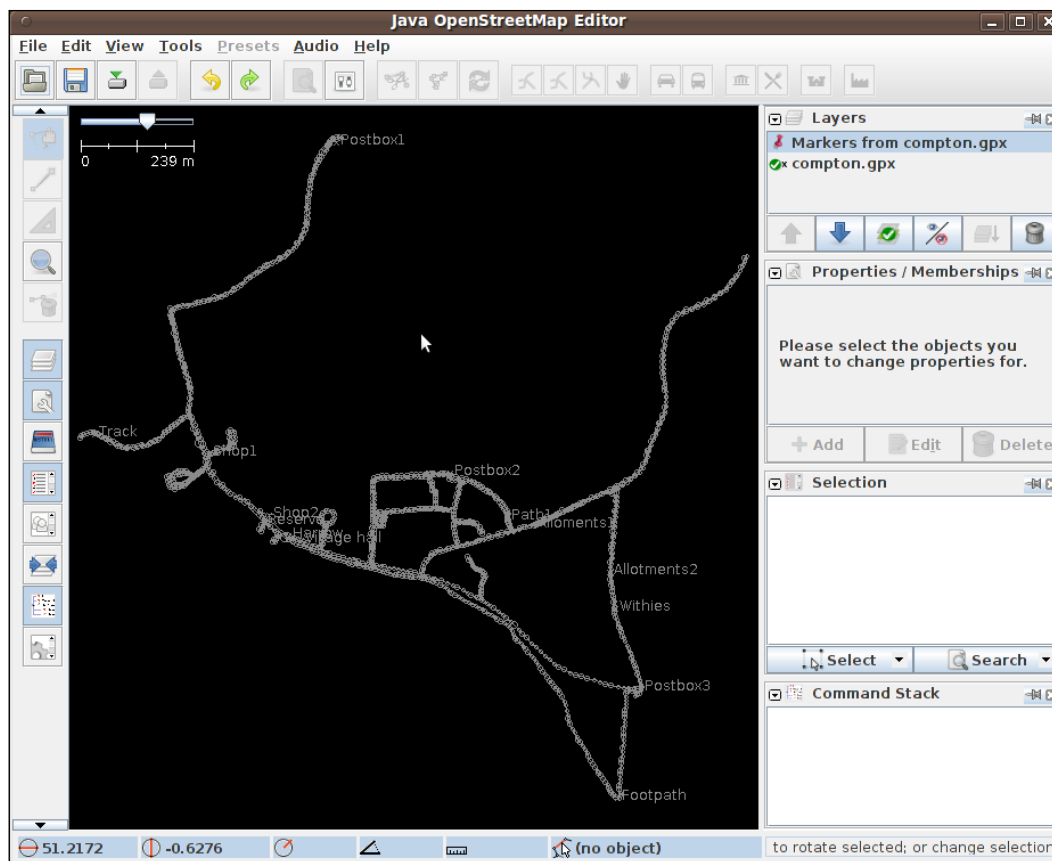 Java OpenStreetMap Editor
File Edit View Tools Presets Audio Help
0 239 m
Postbox1
Track
Shop1
Postbox2
Shop2
Path1
Harrow
village hall
Allotments2
Withies
Postbox3
Footpath
Layers
Markers from compton.gpx
compton.gpx
Properties / Memberships
Please select the objects you
want to change properties for.
Add Edit Delete
Selection
Select Search
Command Stack
51.2172 -0.6276 (no object)
to rotate selected; or change selection